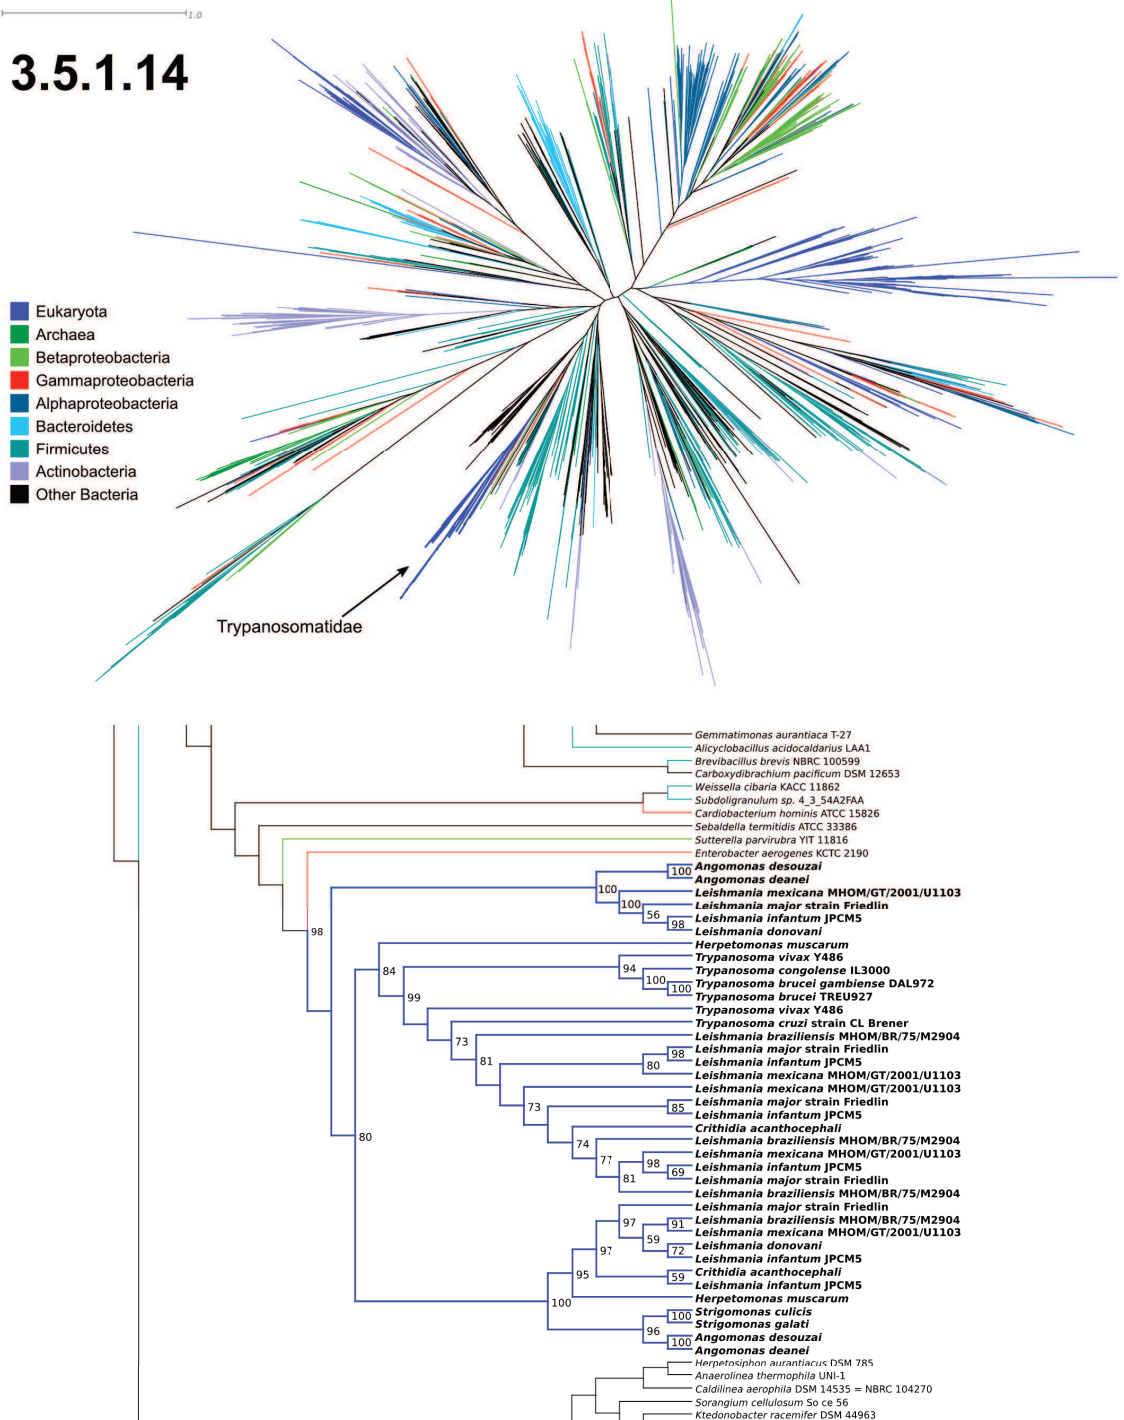 1.0
3.5.1.14
Eukaryota
Archaea
Betaproteobacteria
Gammaproteobacteria
Alphaproteobacteria
Bacteroidetes
Firmicutes
Actinobacteria
Other Bacteria
Trypanosomatidae
Gemmatimonas aurantiaca T-27
Alicyclobacillus acidocaldarius LAA1
Brevibacillus brevis NBRC 100599
Carboxydibrachium pacificum DSM 12653
Weissella cibaria KACC 11862
Subdoligranulum sp. 4_3_54A2FAA
Cardiobacterium hominis ATCC 15826
Sebaldella termitidis ATCC 33386
Sutterella parvirubra YIT 11816
Enterobacter aerogenes KCTC 2190
Angomonas desouzai
100
Angomonas deanei
100
Leishmania mexicana MHOM/GT/2001/U1103
100
Leishmania major strain Friedlin
56
Leishmania infantum JPCM5
98
Leishmania donovani
98
Herpetomonas muscarum
84
Trypanosoma vivax Y486
94
Trypanosoma congolense IL3000
100
Trypanosoma brucei gambiense DAL972
100
Trypanosoma brucei TREU927
99
Trypanosoma vivax Y486
Trypanosoma cruzi strain CL Brener
73
Leishmania braziliensis MHOM/BR/75/M2904
Leishmania major strain Friedlin
98
81
Leishmania infantum JPCM5
80
Leishmania mexicana MHOM/GT/2001/U1103
Leishmania mexicana MHOM/GT/2001/U1103
Leishmania major strain Friedlin
73
85
Leishmania infantum JPCM5
Crithidia acanthocephali
80
74
Leishmania braziliensis MHOM/BR/75/M2904
Leishmania mexicana MHOM/GT/2001/U1103
77
98
Leishmania infantum JPCM5
69
81
Leishmania major strain Friedlin
Leishmania braziliensis MHOM/BR/75/M2904
Leishmania major strain Friedlin
97
Leishmania braziliensis MHOM/BR/75/M2904
91
Leishmania mexicana MHOM/GT/2001/U1103
59
Leishmania donovani
97
72
Leishmania infantum JPCM5
Crithidia acanthocephali
95
59
Leishmania infantum JPCM5
Herpetomonas muscarum
100
Strigomonas culicis
100
Strigomonas galati
96
Angomonas desouzai
100
Angomonas deanei
Herpetosiphon aurantiacus DSM 785
Anaerolinea thermophila UNI-1
Caldilinea aerophila DSM 14535 = NBRC 104270
Sorangium cellulosum So ce 56
Ktedonobacter racemifer DSM 44963